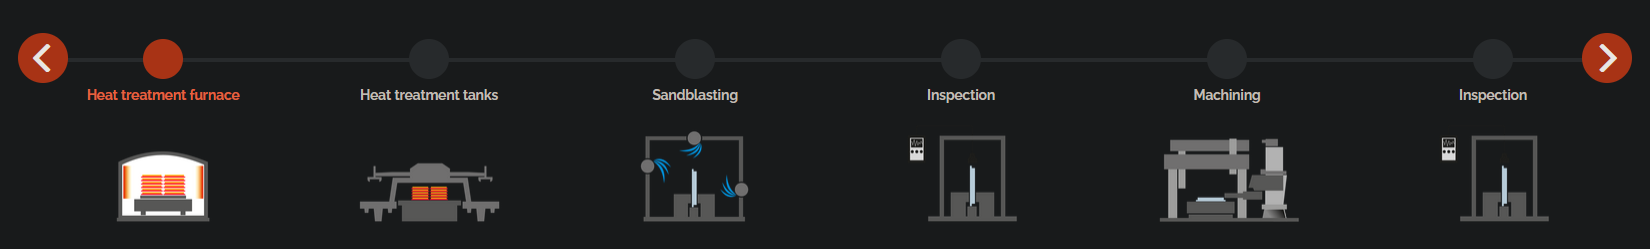 Heat treatment furnace
Heat treatment tanks
Sandblasting
Inspection
Machining
Inspection